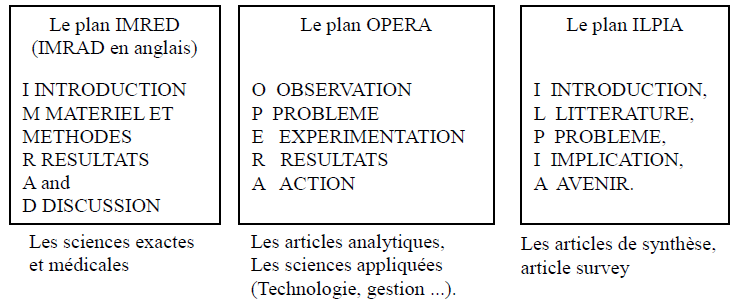 Le plan IMRED
(IMRAD en anglais)
I INTRODUCTION
M MATERIEL ET
METHODES
R RESULTATS
A and
D DISCUSSION
Les sciences exactes
et médicales
Le plan OPERA
O OBSERVATION
P PROBLEME
E EXPERIMENTATION
R RESULTATS
A ACTION
Les articles analytiques,
Les sciences appliquées
(Technologie, gestion ...).
Le plan ILPIA
I INTRODUCTION,
L LITTERATURE,
P PROBLEME,
I IMPLICATION,
A AVENIR.
Les articles de synthèse,
article survey